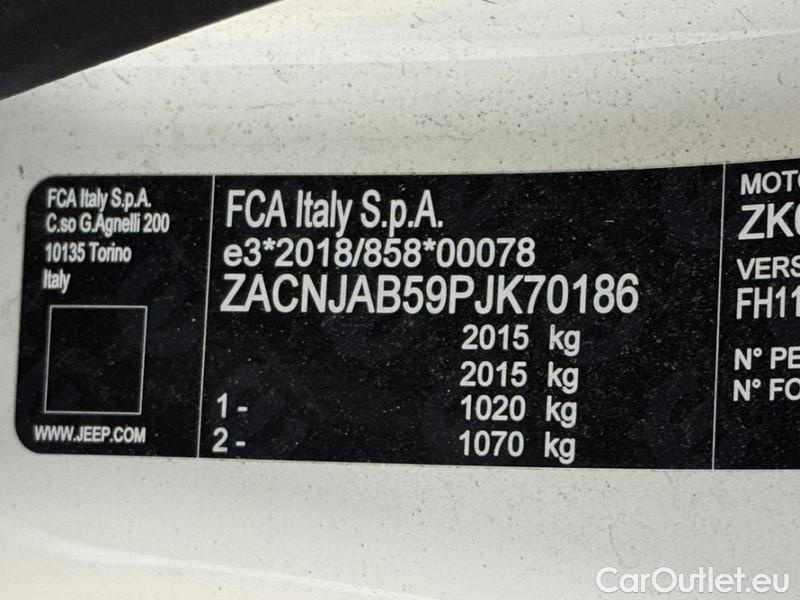 FCA Italy S.p.A.
C.so G.Agnelli 200
10135 Torino
Italy
WWW.JEEP.COM
FCA Italy S.p.A.
e3*2018/858*00078
ZACNJAB59PJK70186
2015 kg
2015 kg
1- 1020 kg
2- 1070 kg
MOTO
ZK
VERS
FH11
N° PE
N° FO
CarOutlet.eu